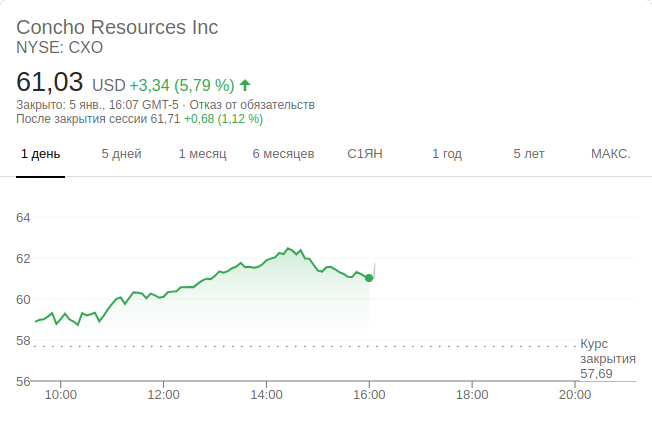 Concho Resources Inc
NYSE: CXO
61,03 USD +3,34 (5,79 %)
Закрыто: 5 янв., 16:07 GMT-5 · Отказ от обязательств
После закрытия сессии 61,71 +0,68 (1,12 %)
1 день 5 дней 1 месяц 6 месяцев С1ЯН 1 год 5 лет МАКС.
64
62
60
58
Курс
закрытия
57,69
56
10:00 12:00 14:00 16:00 18:00 20:00